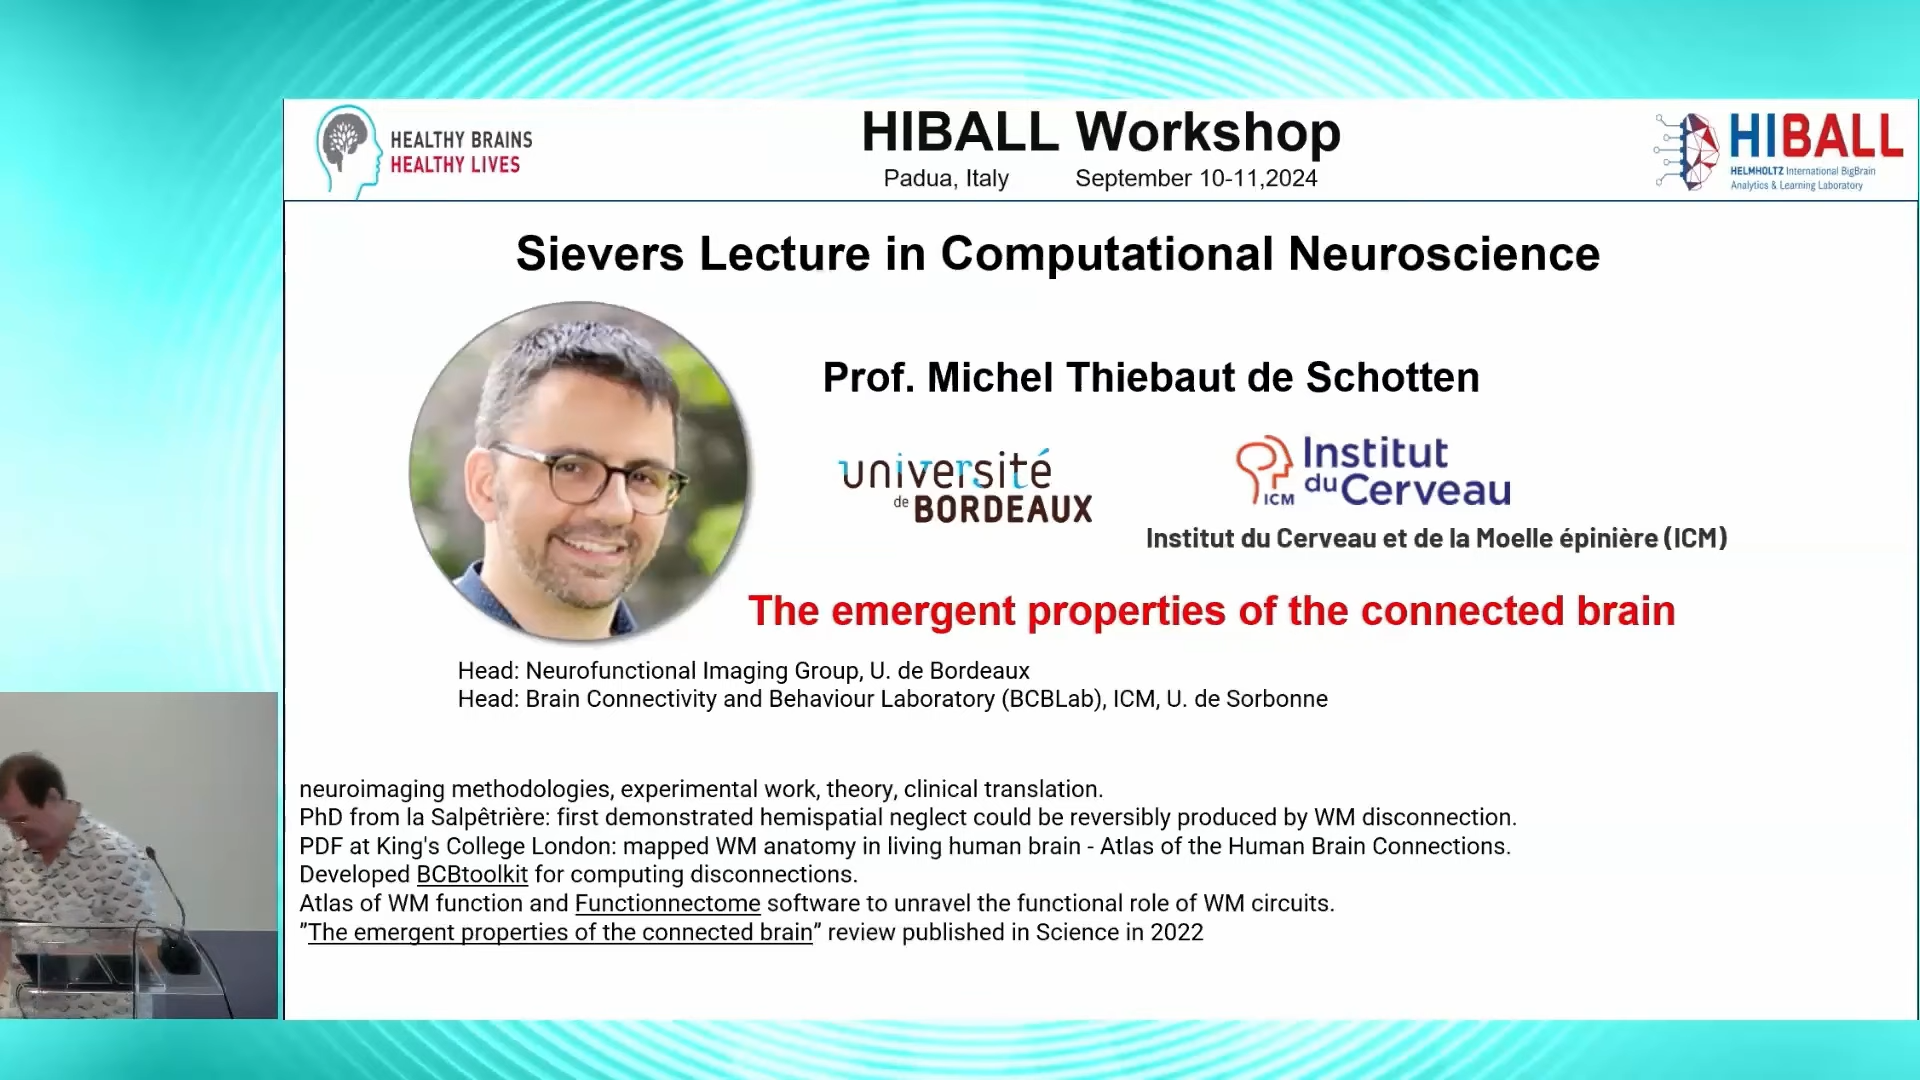 HEALTHY BRAINS
HEALTHY LIVES
HIBALL Workshop
Padua, Italy September 10-11,2024
HIBALL
HELMHOLTZ International BigBrain
Analytics & Learning Laboratory
Sievers Lecture in Computational Neuroscience
Prof. Michel Thiebaut de Schotten
université
de BORDEAUX
Institut
du Cerveau
ICM
Institut du Cerveau et de la Moelle épinière (ICM)
The emergent properties of the connected brain
Head: Neurofunctional Imaging Group, U. de Bordeaux
Head: Brain Connectivity and Behaviour Laboratory (BCBLab), ICM, U. de Sorbonne
neuroimaging methodologies, experimental work, theory, clinical translation.
PhD from la Salpêtrière: first demonstrated hemispatial neglect could be reversibly produced by WM disconnection.
PDF at King's College London: mapped WM anatomy in living human brain - Atlas of the Human Brain Connections.
Developed BCBtoolkit for computing disconnections.
Atlas of WM function and Functionnectome software to unravel the functional role of WM circuits.
”The emergent properties of the connected brain” review published in Science in 2022